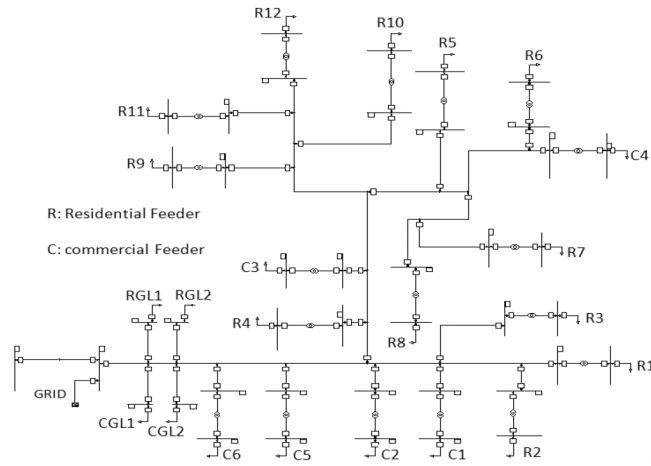 R12
R10
R5
R6
R11
R9
C4
R: Residential Feeder
C: commercial Feeder
R7
C3
RGL1
RGL2
R4
R8
R3
R1
GRID
CGL1
CGL2
C6
C5
C2
C1
R2